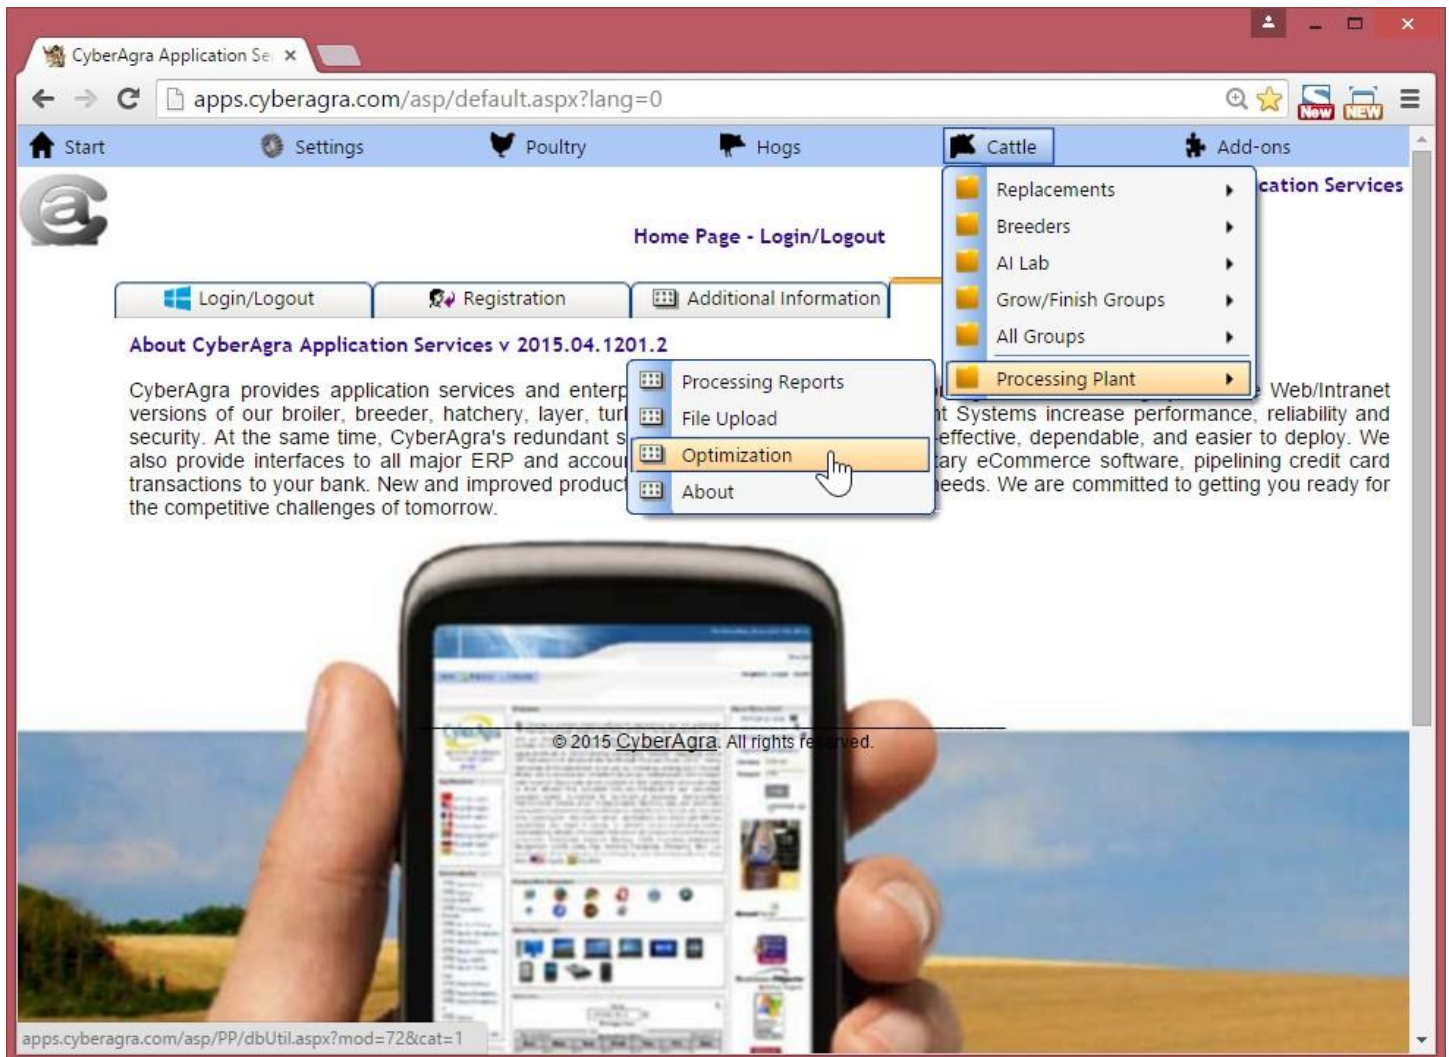 CyberAgra Application Se
apps.cyberagra.com/asp/default.aspx?lang=0
New
NEW
Start
Settings
Poultry
Hogs
Cattle
Add-ons
cation Services
Home Page - Login/Logout
Replacements
Breeders
AI Lab
Grow/Finish Groups
All Groups
Processing Plant
Login/Logout
Registration
Additional Information
About CyberAgra Application Services v 2015.04.1201.2
Processing Reports
File Upload
Optimization
About
CyberAgra provides application services and enterp Web/Intranet
versions of our broiler, breeder, hatchery, layer, tur nt Systems increase performance, reliability and
security. At the same time, CyberAgra's redundant s -effective, dependable, and easier to deploy. We
also provide interfaces to all major ERP and accou tary eCommerce software, pipelining credit card
transactions to your bank. New and improved product needs. We are committed to getting you ready for
the competitive challenges of tomorrow.
CyberAgra
© 2015 CyberAgra. All rights reserved.
apps.cyberagra.com/asp/PP/dbUtil.aspx?mod=72&cat=1